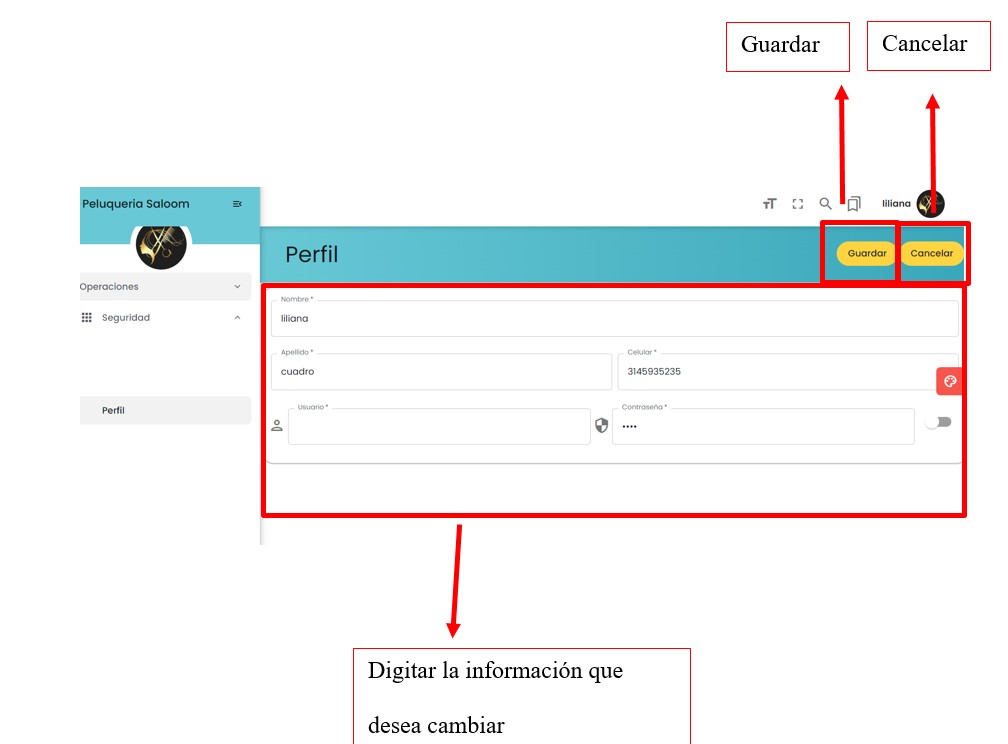 Guardar
Cancelar
Peluqueria Saloom
liliana
Perfil
Guardar
Cancelar
Operaciones
Seguridad
Perfil
Nombre *
liliana
Apellido *
cuadro
Celular *
3145935235
Usuario *
Contraseña *
••••
Digitar la información que
desea cambiar